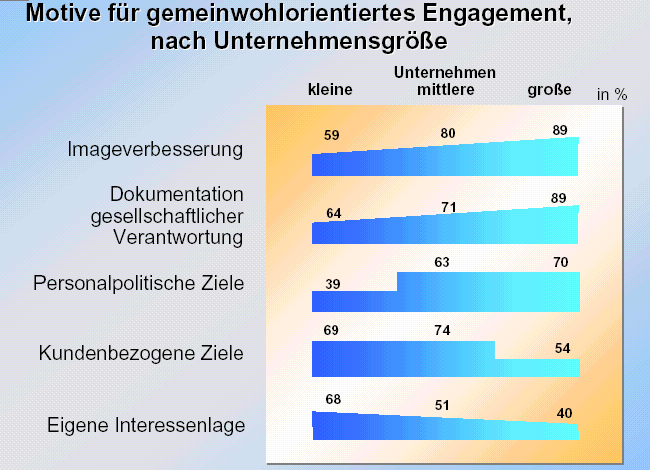 Motive für gemeinwohlorientiertes Engagement,
nach Unternehmensgröße
Unternehmen
kleine mittlere große in %
Imageverbesserung 59 80 89
Dokumentation
gesellschaftlicher
Verantwortung 64 71 89
Personalpolitische Ziele 39 63 70
Kundenbezogene Ziele 69 74 54
Eigene Interessenlage 68 51 40